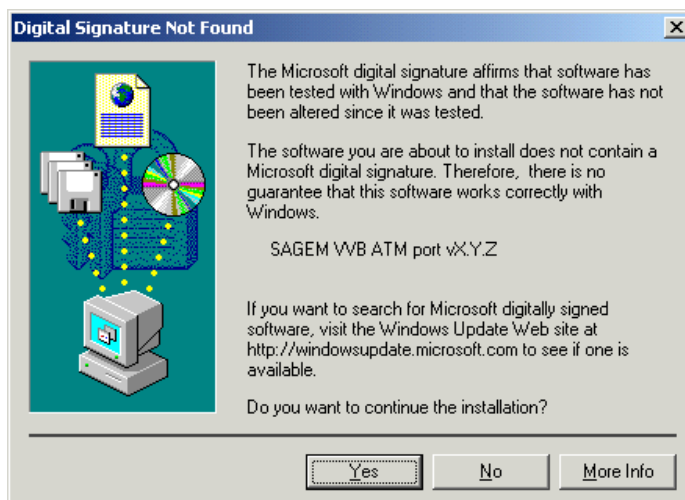 Digital Signature Not Found
The Microsoft digital signature affirms that software has
been tested with Windows and that the software has not
been altered since it was tested.
The software you are about to install does not contain a
Microsoft digital signature. Therefore, there is no
guarantee that this software works correctly with
Windows.
SAGEM VVB ATM port vX.Y.Z
If you want to search for Microsoft digitally signed
software, visit the Windows Update Web site at
http://windowsupdate.microsoft.com to see if one is
available.
Do you want to continue the installation?
Yes No More Info